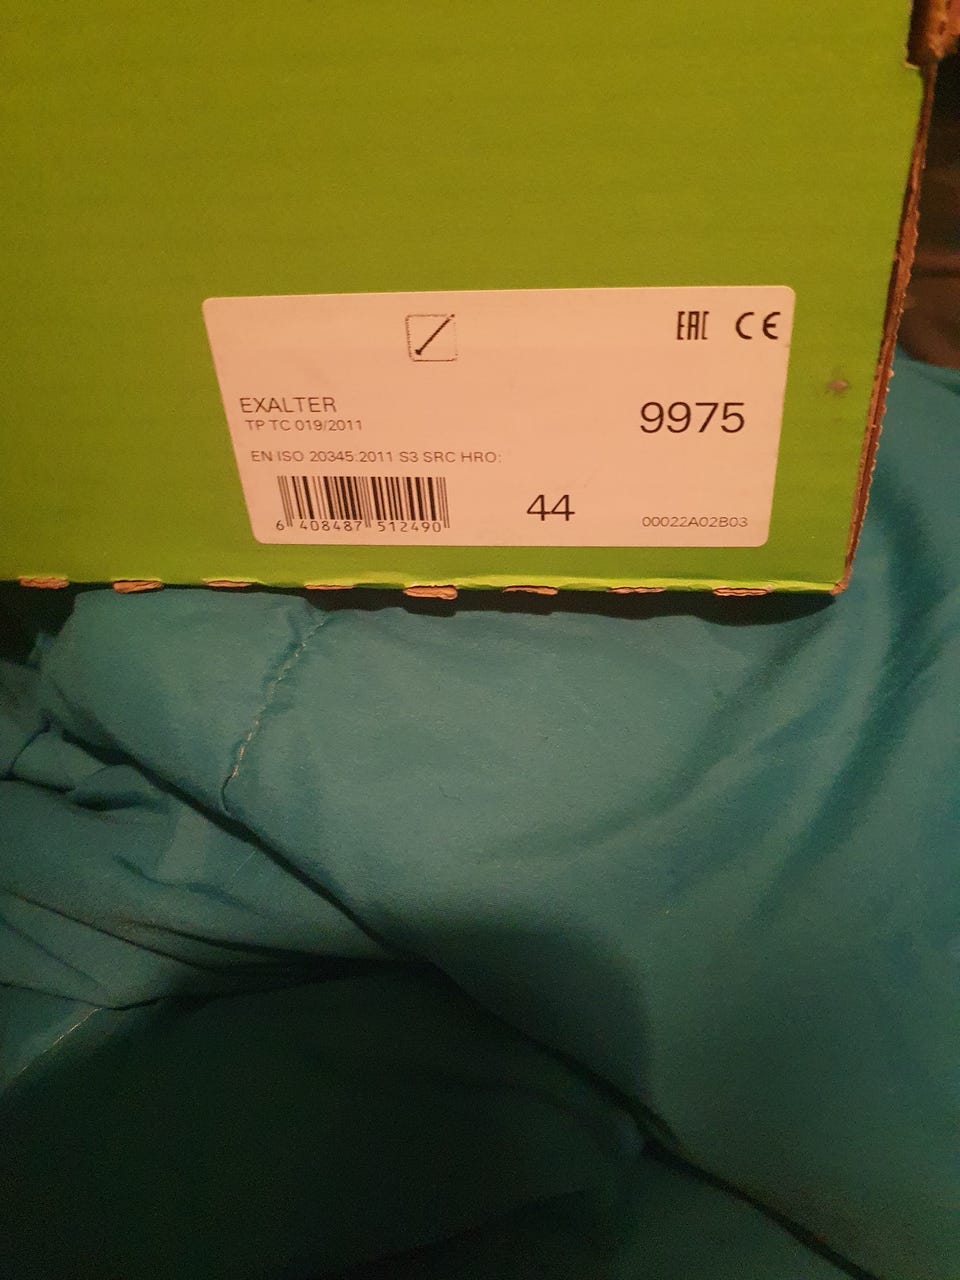 EAC CE
EXALTER
TP TC 019/2011
9975
EN ISO 20345:2011 S3 SRC HRO:
6 408487 512490
44
00022A02B03